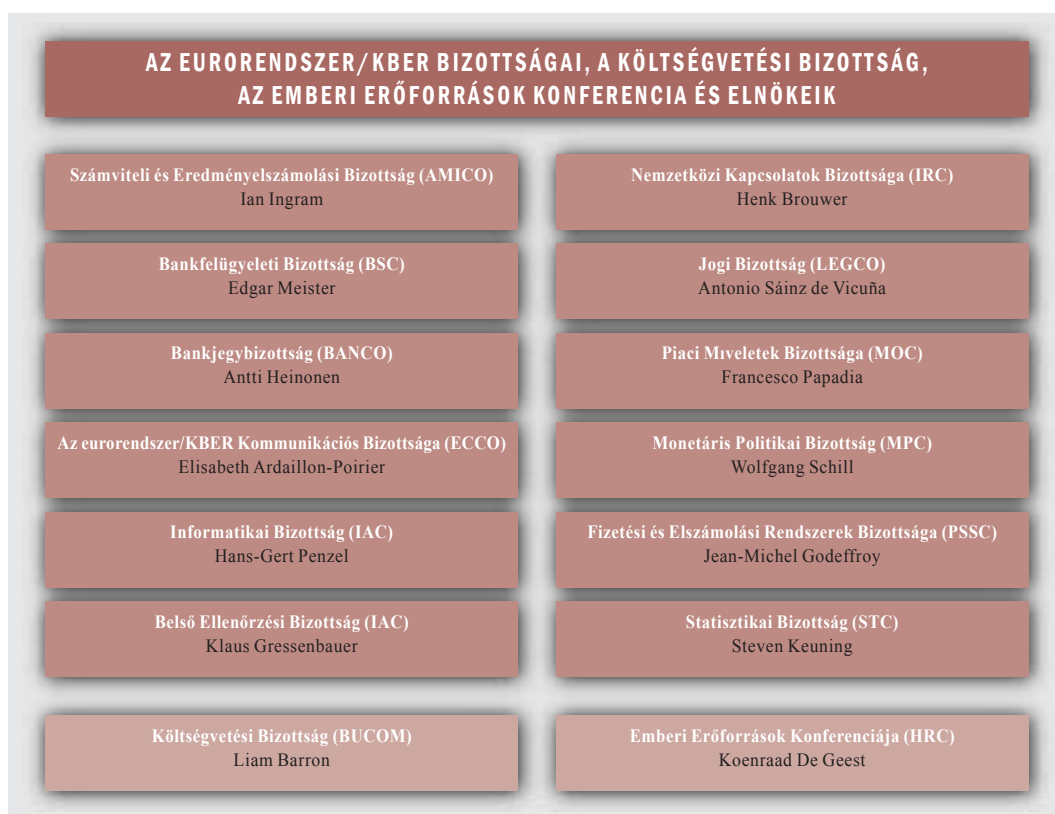 AZ EURORENDSZER/KBER BIZOTTSÁGAI, A KÖLTSÉGVETÉSI BIZOTTSÁG,
AZ EMBERI ERŐFORRÁSOK KONFERENCIA ÉS ELNÖKEIK
Számviteli és Eredményelszámolási Bizottság (AMICO)
Ian Ingram
Bankfelügyeleti Bizottság (BSC)
Edgar Meister
Bankjegybizottság (BANCO)
Antti Heinonen
Az eurorendszer/KBER Kommunikációs Bizottsága (ECCO)
Elisabeth Ardaillon-Poirier
Informatikai Bizottság (IAC)
Hans-Gert Penzel
Belső Ellenőrzési Bizottság (IAC)
Klaus Gressenbauer
Költségvetési Bizottság (BUCOM)
Liam Barron
Nemzetközi Kapcsolatok Bizottsága (IRC)
Henk Brouwer
Jogi Bizottság (LEGCO)
Antonio Sáinz de Vicuña
Piaci Mıveletek Bizottsága (MOC)
Francesco Papadia
Monetáris Politikai Bizottság (MPC)
Wolfgang Schill
Fizetési és Elszámolási Rendszerek Bizottsága (PSSC)
Jean-Michel Godeffroy
Statisztikai Bizottság (STC)
Steven Keuning
Emberi Erőforrások Konferenciája (HRC)
Koenraad De Geest